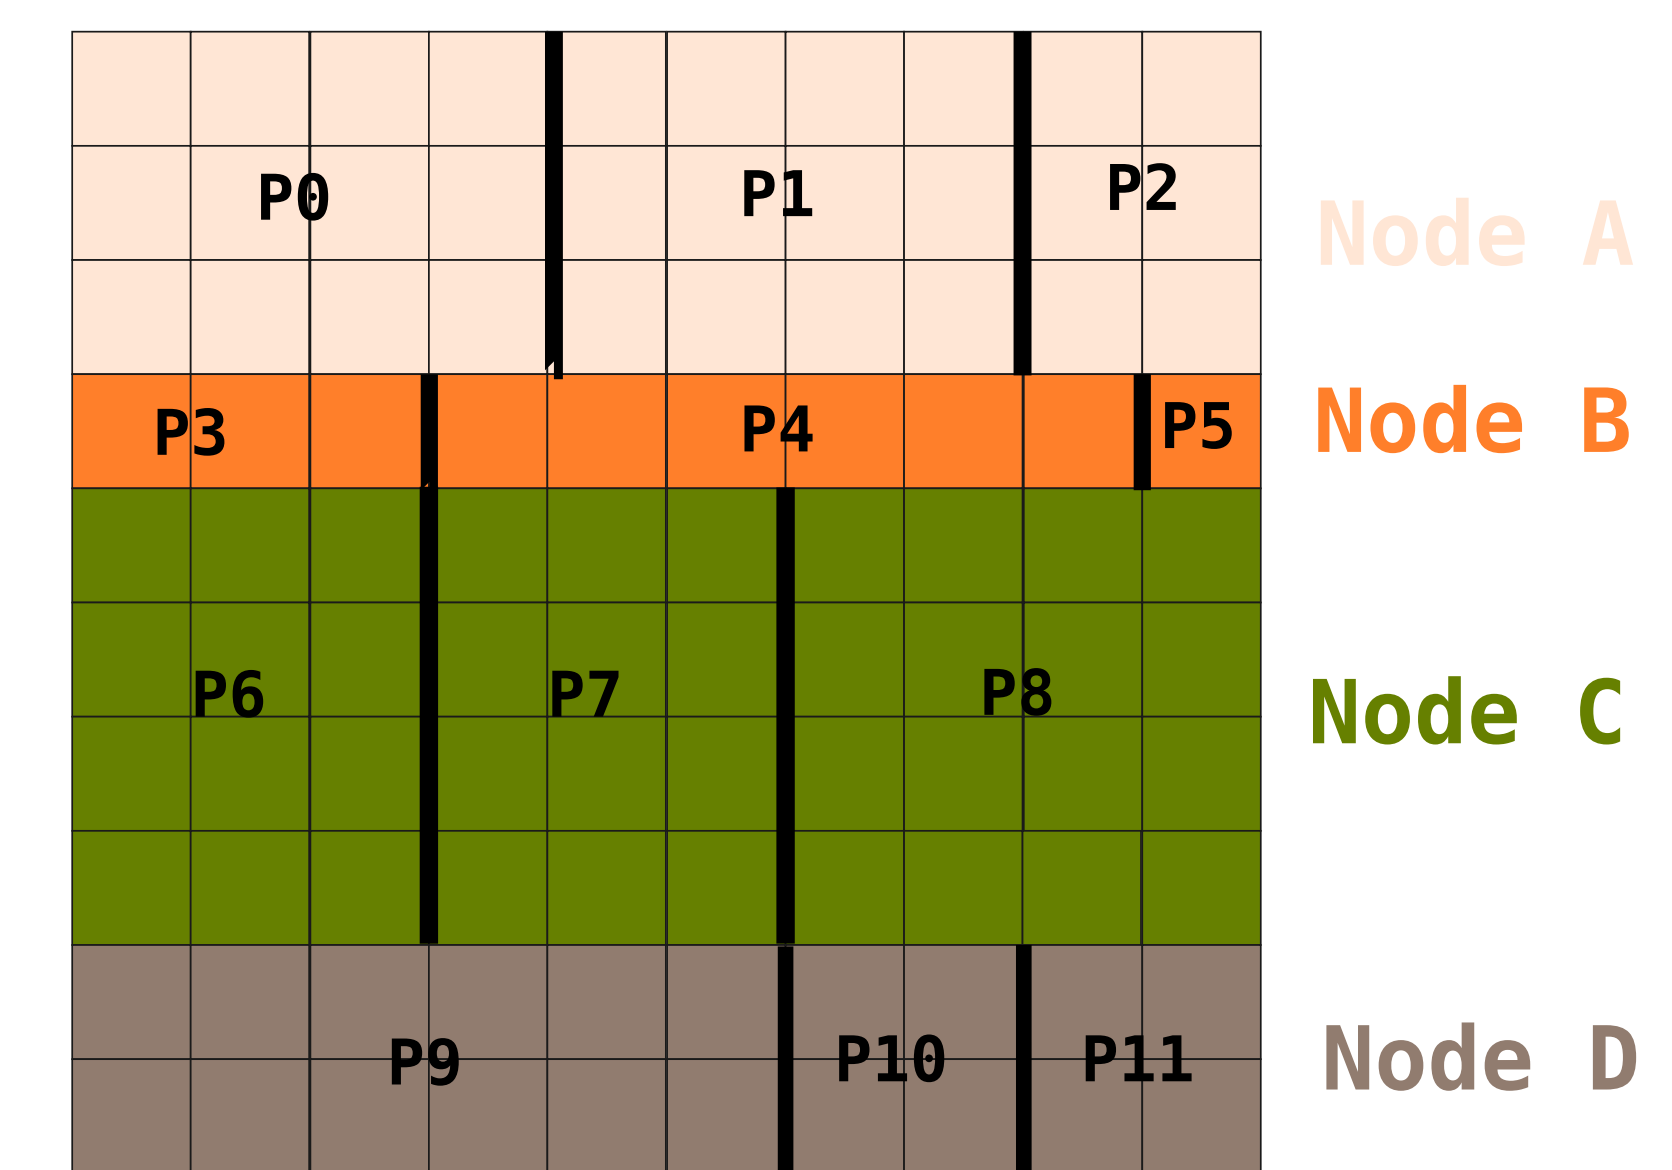 P0 P1 P2 Node A
P3 P4 P5 Node B
P6 P7 P8 Node C
P9 P10 P11 Node D